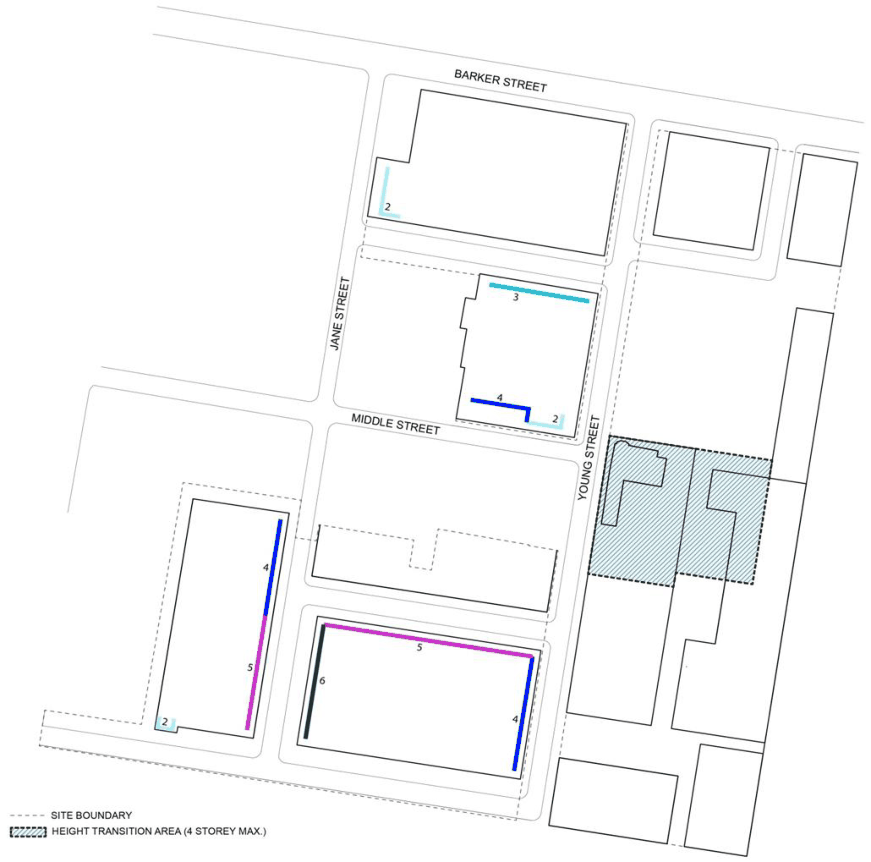 BARKER STREET
2
JANE STREET
3
4
2
MIDDLE STREET
YOUNG STREET
4
5
5
6
4
2
SITE BOUNDARY
HEIGHT TRANSITION AREA (4 STOREY MAX.)